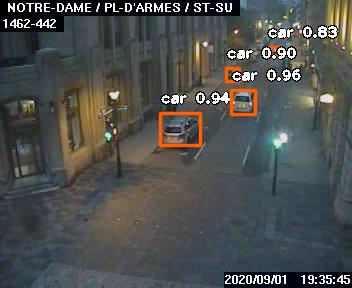 NOTRE-DAME / PL-D'ARMES / ST-SU
1462-442
car 0.83
car 0.90
car 0.96
car 0.94
2020/09/01 19:35:45